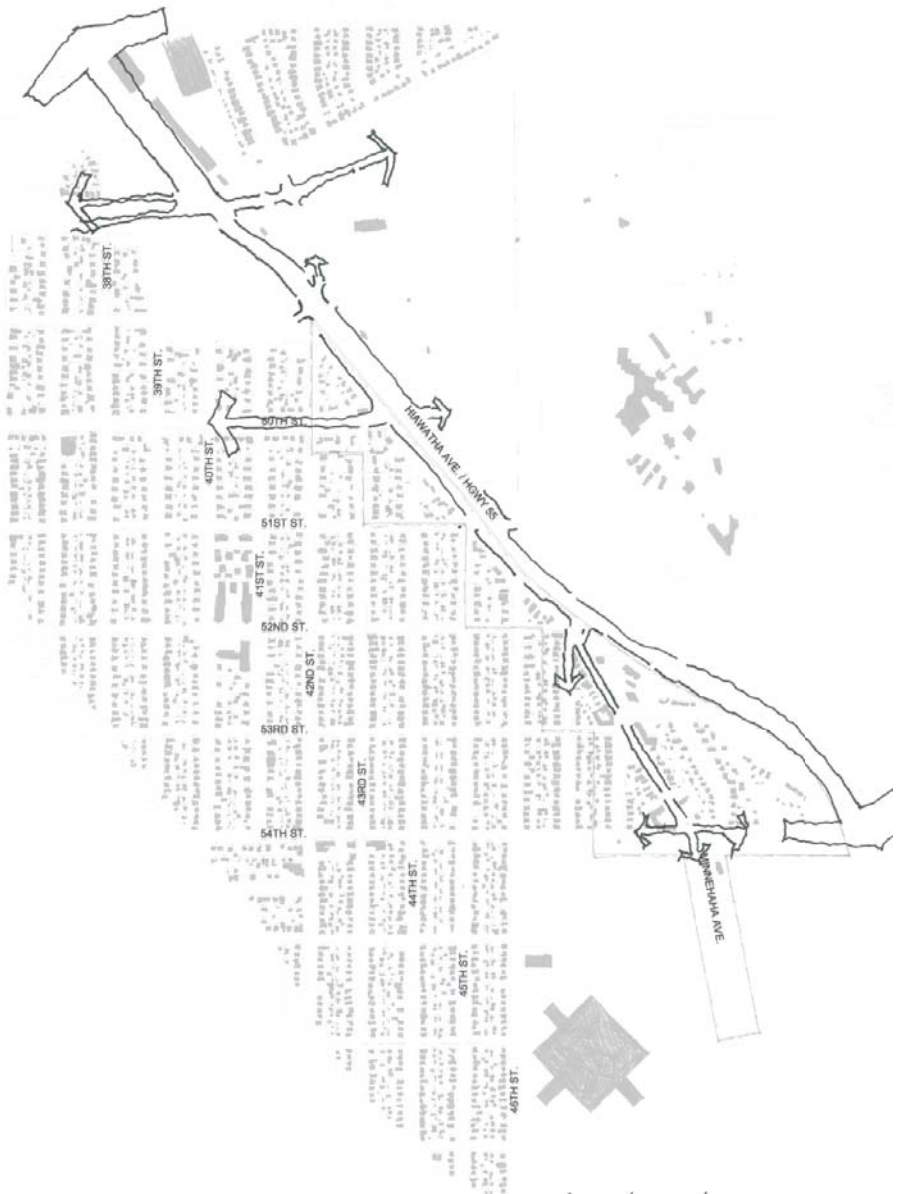 38TH ST.
39TH ST.
50TH ST.
HIAWATHA AVE. / HGWY 55
40TH ST.
51ST ST.
41ST ST.
52ND ST.
42ND ST.
53RD ST.
43RD ST.
54TH ST.
44TH ST.
MINNEHAHA AVE.
45TH ST.
46TH ST.